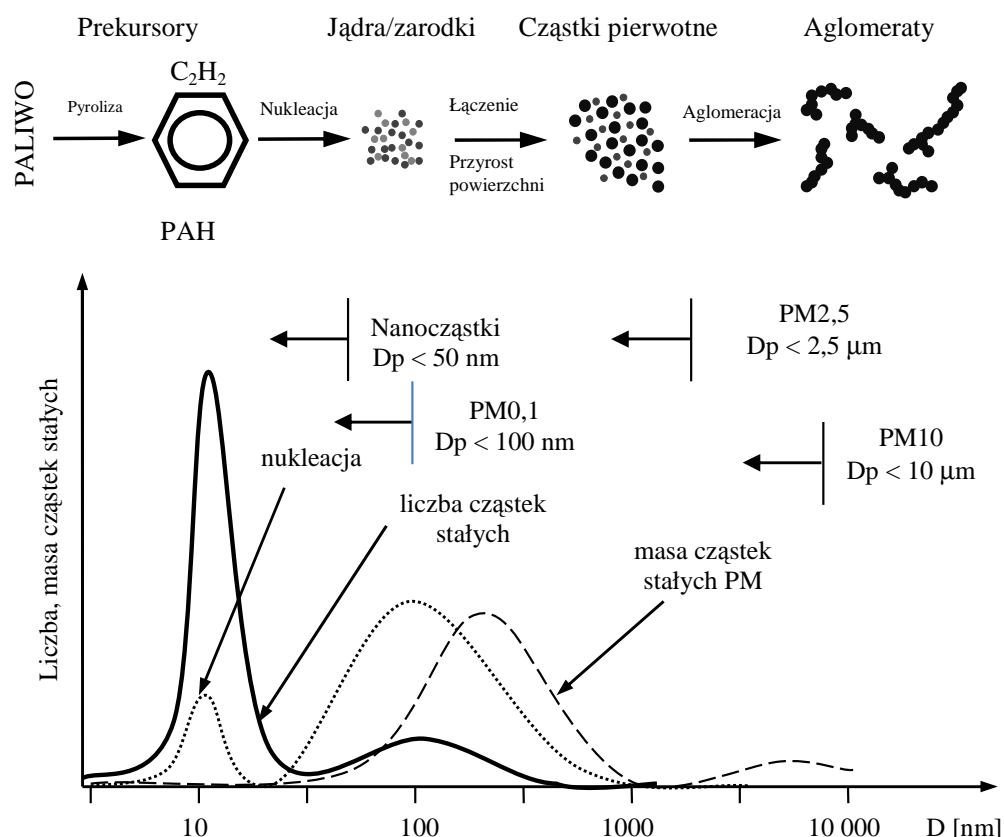 Prekursory
Jądra/zarodki
Cząstki pierwotne
Aglomeraty
PALIWO
Pyroliza
C₂H₂
PAH
Nukleacja
Łączenie
Przyrost
powierzchni
Aglomeracja
Liczba, masa cząstek stałych
Nanocząstki
Dp < 50 nm
PM2,5
Dp < 2,5 μm
PM0,1
Dp < 100 nm
PM10
Dp < 10 μm
nukleacja
liczba cząstek
stałych
masa cząstek
stałych PM
10
100
1000
10 000
D [nm]